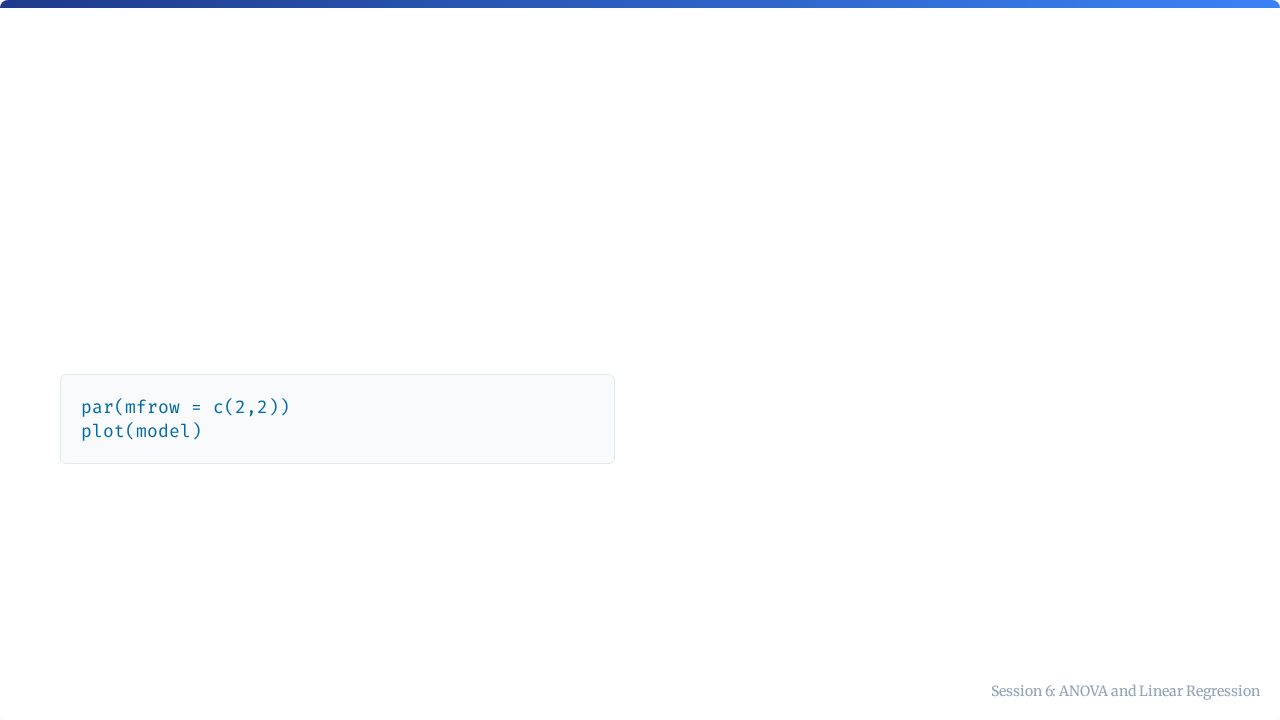 par(mfrow = c(2,2))
plot(model)
Session 6: ANOVA and Linear Regression